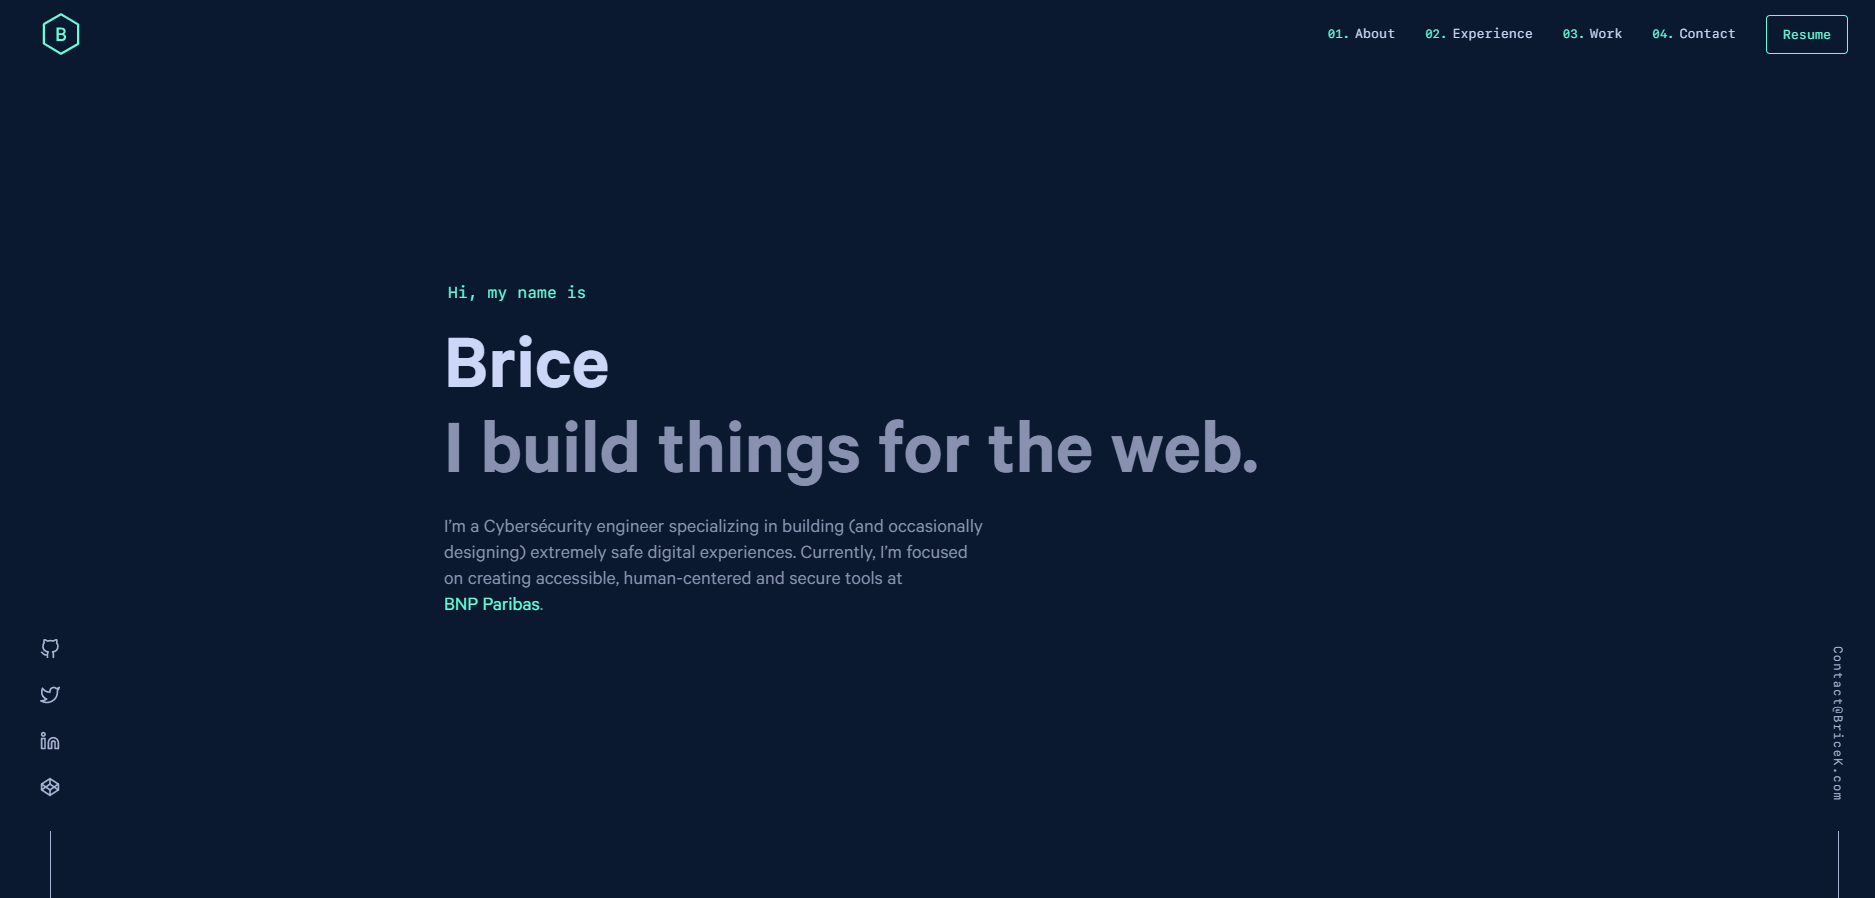 B
01. About
02. Experience
03. Work
04. Contact
Resume
Hi, my name is
Brice
I build things for the web.
I'm a Cybersécurity engineer specializing in building (and occasionally
designing) extremely safe digital experiences. Currently, I'm focused
on creating accessible, human-centered and secure tools at
BNP Paribas.
Contact@BriceK.com